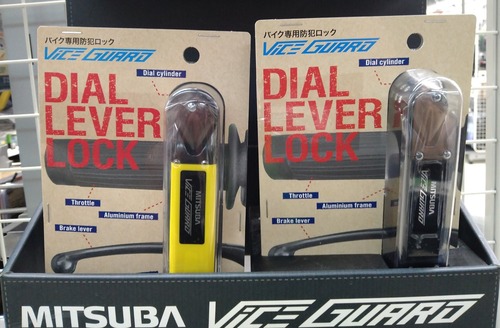 バイク専用防犯ロック
VICE GUARD
Dial cylinder
DIAL
LEVER
LOCK
Throttle
Aluminium frame
Brake lever
MITSUBA
VICE GUARD
バイク専用防犯ロック
VICE GUARD
Dial cylinder
DIAL
LEVER
LOCK
Throttle
Aluminium frame
Brake lever
MITSUBA
VICE GUARD
MITSUBA VICE GUARD